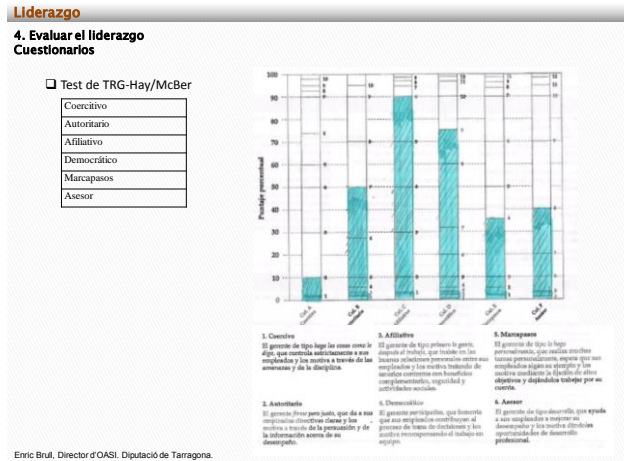 Liderazgo
4. Evaluar el liderazgo
Cuestionarios
Test de TRG-Hay/McBer
Coercitivo
Autoritario
Afiliativo
Democrático
Marcapasos
Asesor
Puntaje porcentual
100
90
80
70
60
50
40
30
20
10
0
Col. A
Col. B
Col. C
Col. D
Col. E
Col. F
1. Coercivo
El gerente de tipo haga las cosas como le
digo, que controla estrictamente a sus
empleados y los motiva a través de las
amenazas y de la disciplina.
2. Autoritario
El gerente firme pero justo, que da a sus
empleados directivas claras y los
motiva a través de la persuasión y de
la información acerca de su
desempeño.
3. Afiliativo
El gerente de tipo primero la gente,
después el trabajo, que insiste en las
buenas relaciones personales entre sus
empleados y los motiva tratando de
tenerlos contentos con beneficios
complementarios, seguridad y
actividades sociales.
4. Democrático
El gerente participativo, que fomenta
que sus empleados contribuyan al
proceso de toma de decisiones y los
motiva recompensando el trabajo en
equipo.
5. Marcapasos
El gerente de tipo lo hago
personalmente, que realiza muchas
tareas personalmente, espera que sus
empleados sigan su ejemplo y los
motiva mediante la fijación de altos
objetivos y dejándolos trabajar por su
cuenta.
6. Asesor
El gerente de tipo desarrollo, que ayuda
a sus empleados a mejorar su
desempeño y los motiva dándoles
oportunidades de desarrollo
profesional.
Enric Brull, Director d'OASI. Diputació de Tarragona.